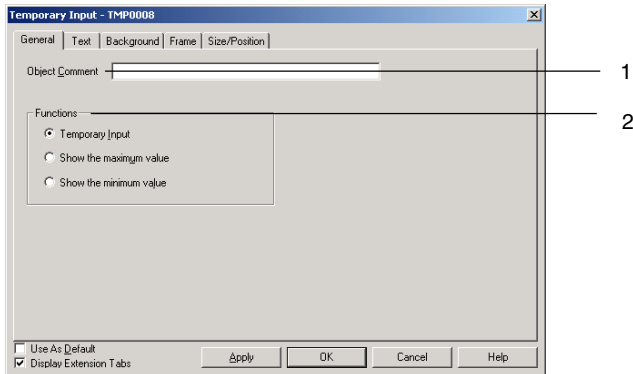 Temporary Input - TMP0008
General Text Background Frame Size/Position
Object Comment
1
Functions
2
Temporary Input
Show the maximum value
Show the minimum value
Use As Default
Display Extension Tabs
Apply OK Cancel Help